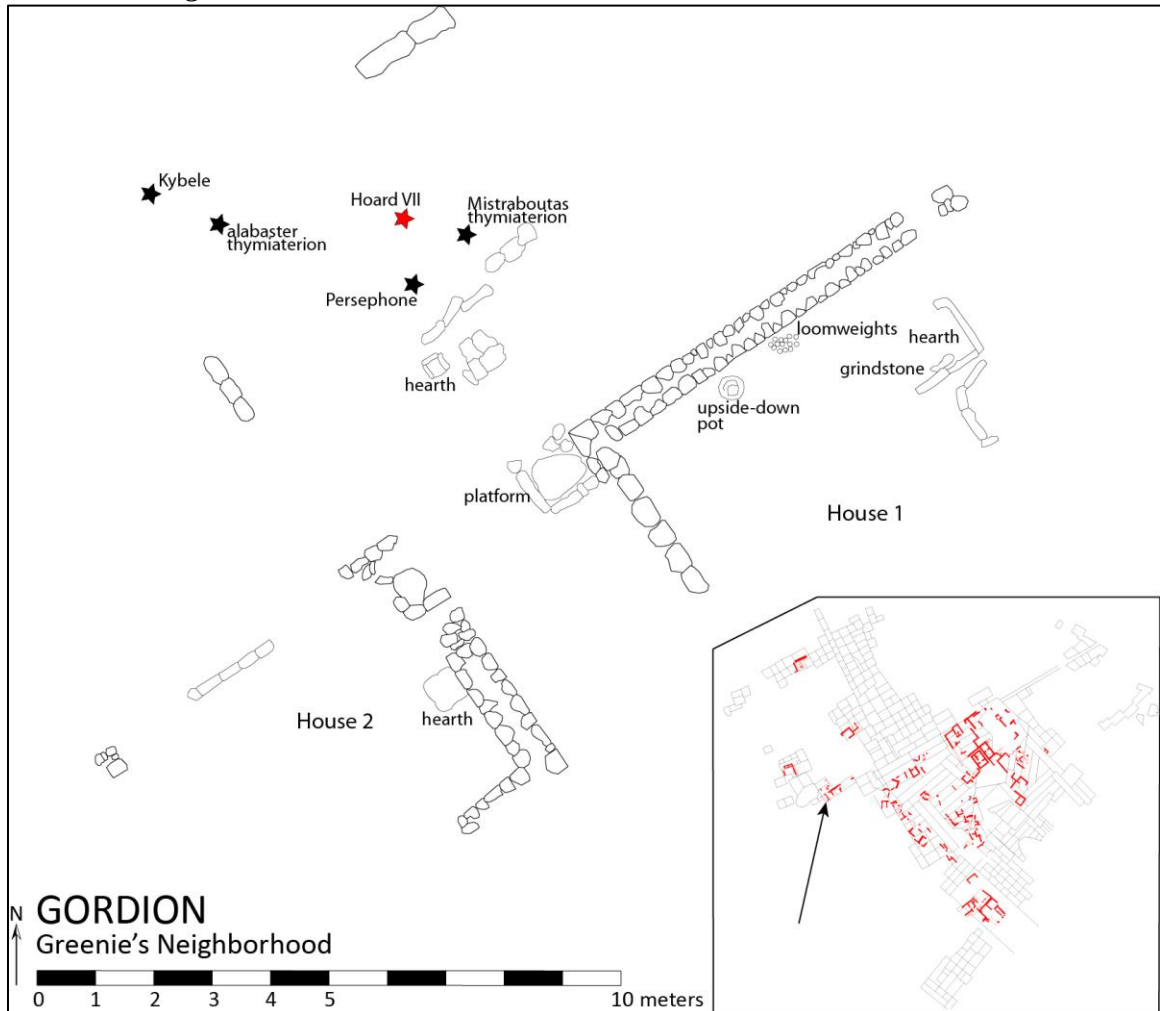 Kybele
alabaster
thymiaterion
Hoard VII
Mistraboutas
thymiaterion
Persephone
hearth
loomweights
hearth
grindstone
upside-down
pot
platform
House 1
House 2
hearth
N
GORDION
Greenie's Neighborhood
0 1 2 3 4 5 10 meters